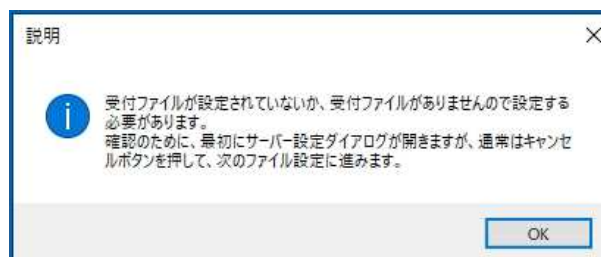 説明
受付ファイルが設定されていないか、受付ファイルがありませんので設定する
必要があります。
確認のために、最初にサーバー設定ダイアログが開きますが、通常はキャンセ
ルボタンを押して、次のファイル設定に進みます。
OK